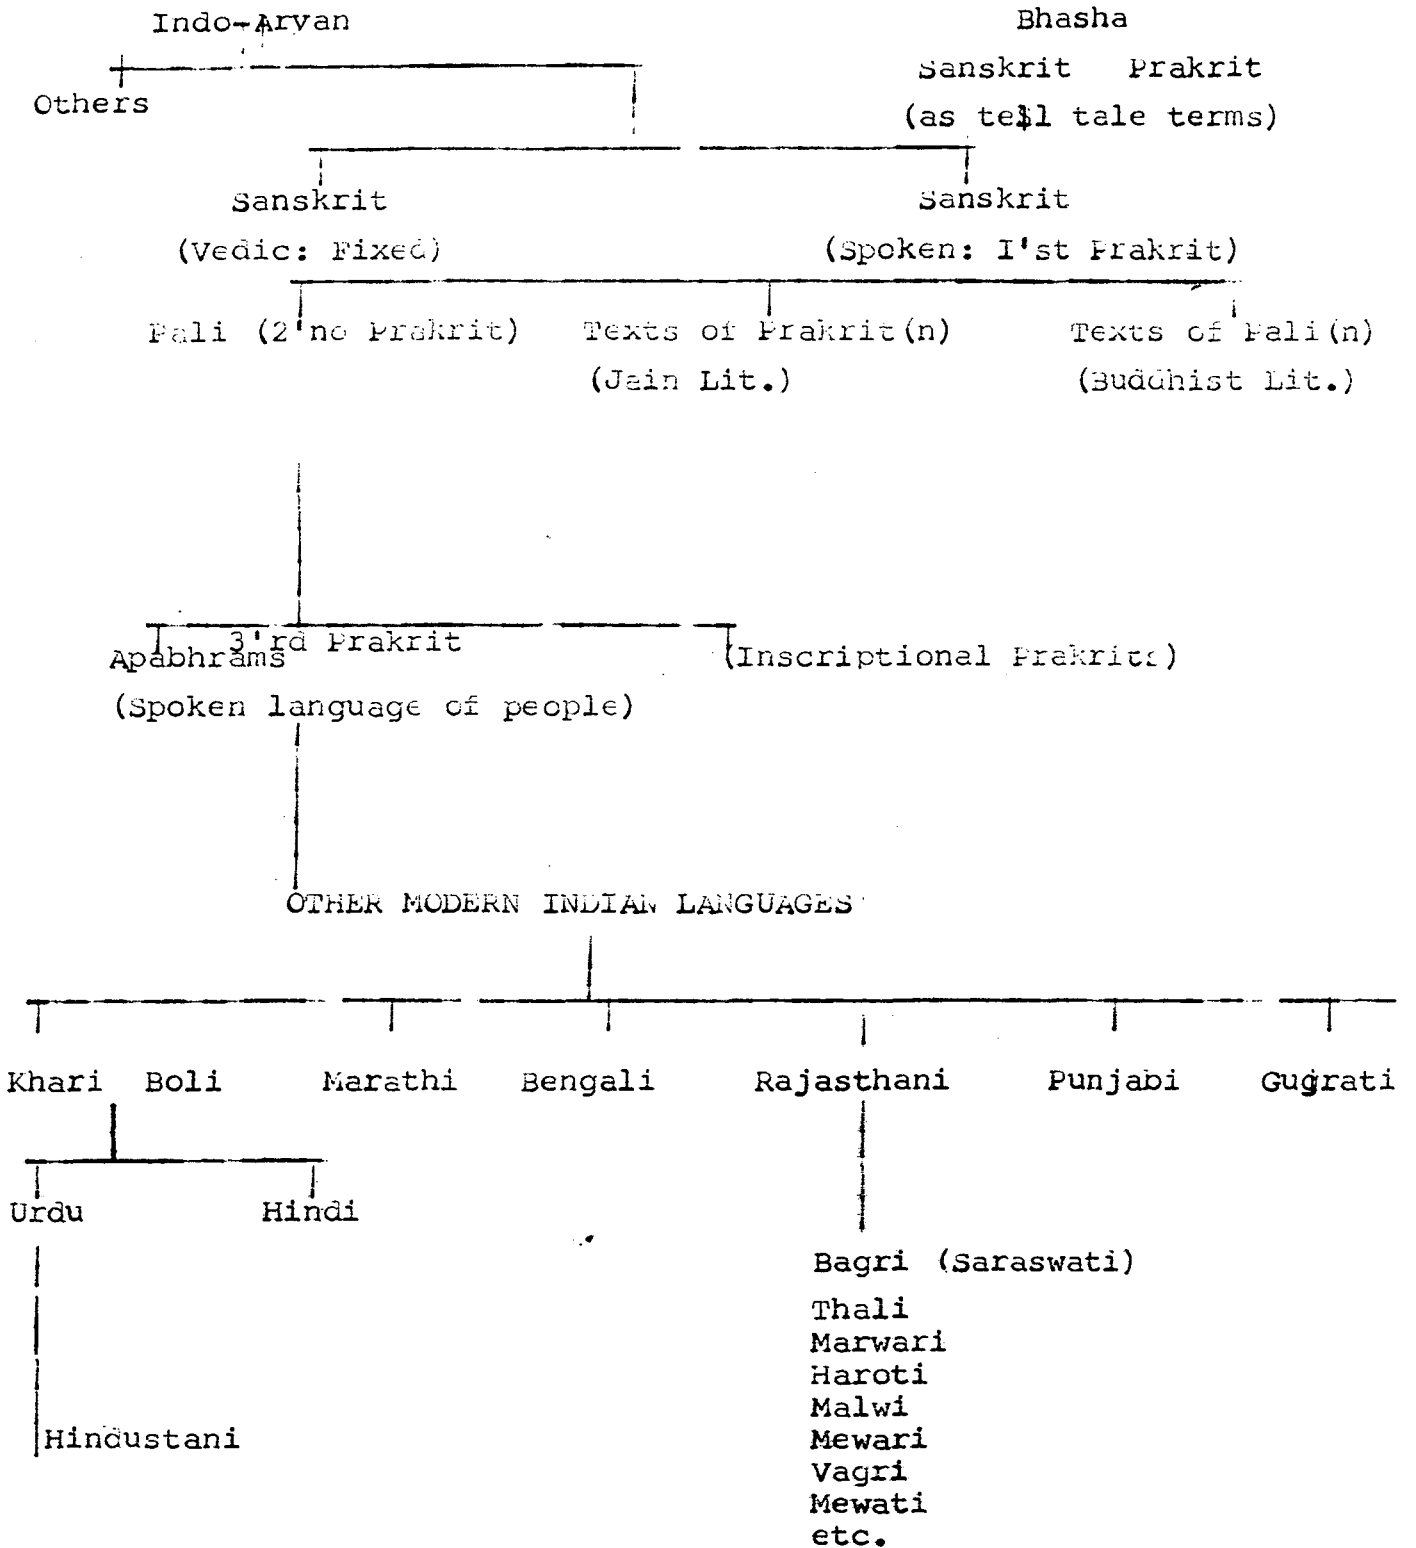 Indo-Aryan
Bhasha
Sanskrit Prakrit
Others
(as tell tale terms)
Sanskrit
Sanskrit
(Vedic: Fixed)
(Spoken: I'st Prakrit)
Pali (2'nd Prakrit)
Texts of Prakrit(n)
Texts of Pali(n)
(Jain Lit.)
(Buddhist Lit.)
3'rd Prakrit
Apabhrams
(Inscriptional Prakrits)
(Spoken language of people)
OTHER MODERN INDIAN LANGUAGES
Khari Boli
Marathi
Bengali
Rajasthani
Punjabi
Gugrati
Urdu
Hindi
Bagri (Saraswati)
Thali
Marwari
Haroti
Malwi
Hindustani
Mewari
Vagri
Mewati
etc.